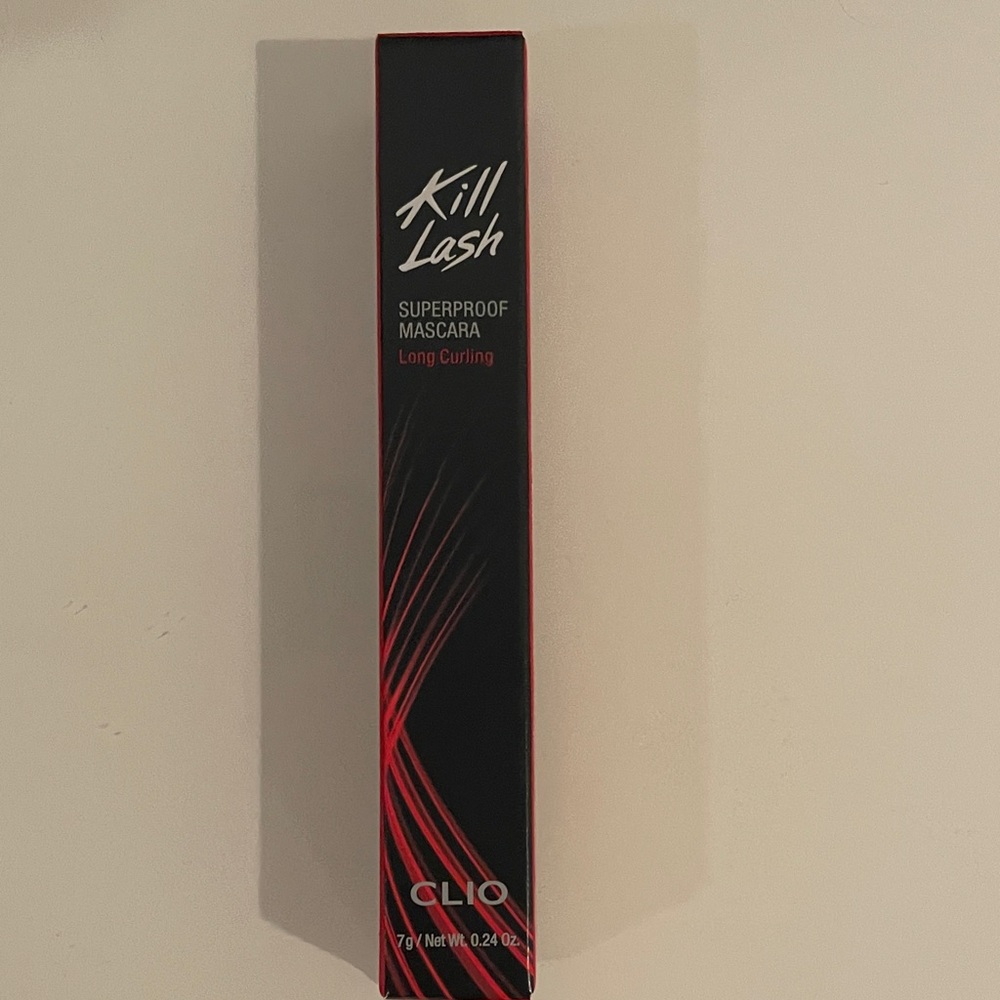 Kill
Lash
SUPERPROOF
MASCARA
Long Curling
CLIO
7g / Net Wt. 0.24 Oz.